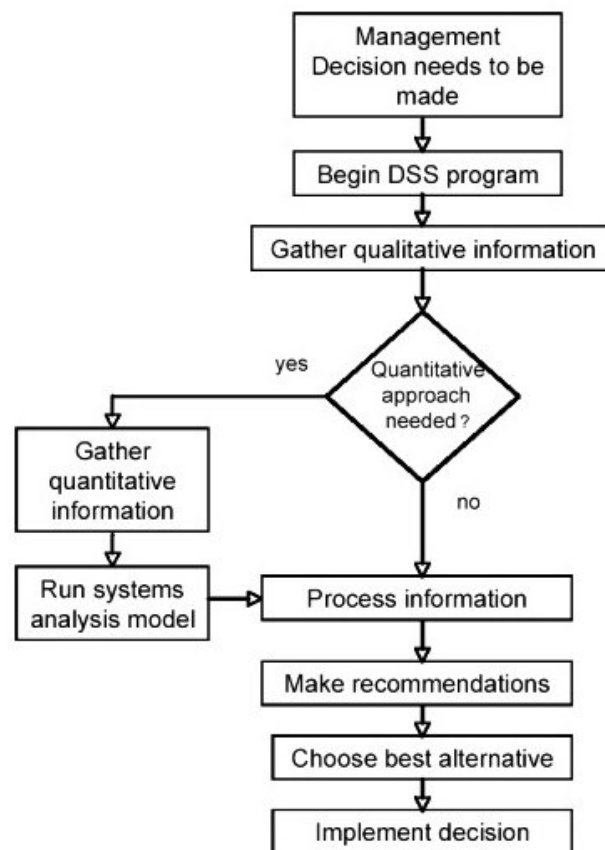 Management
Decision needs to be
made
Begin DSS program
Gather qualitative information
yes
Quantitative
approach
needed?
Gather
quantitative
information
no
Run systems
analysis model
Process information
Make recommendations
Choose best alternative
Implement decision